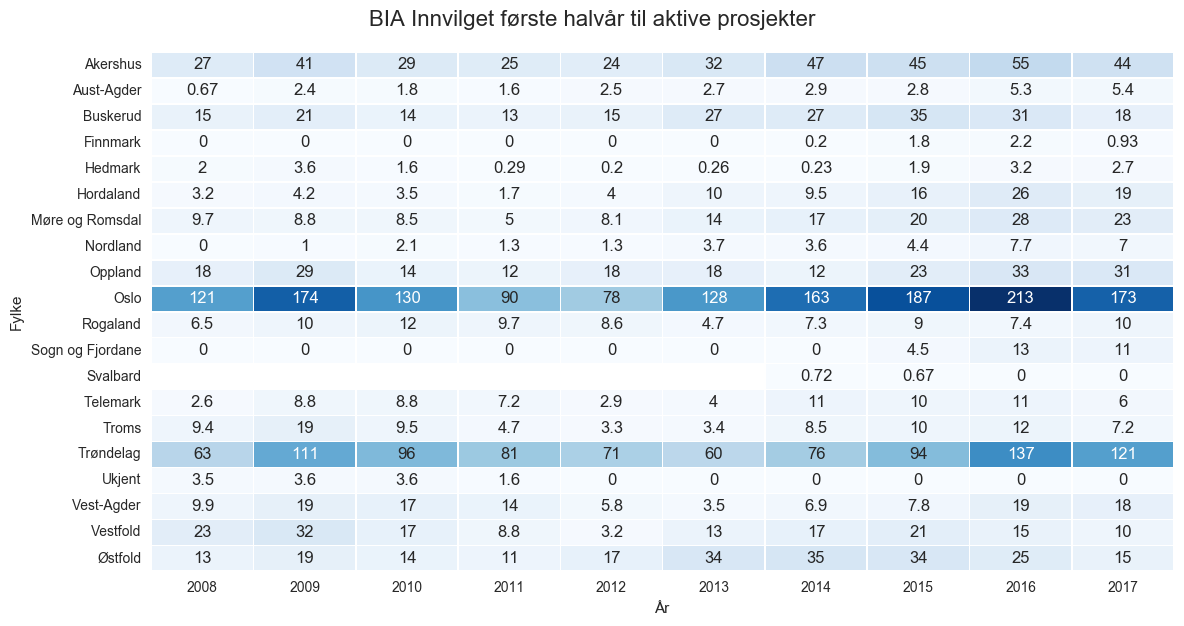 BIA Innvilget første halvår til aktive prosjekter
Akershus 27 41 29 25 24 32 47 45 55 44
Aust-Agder 0.67 2.4 1.8 1.6 2.5 2.7 2.9 2.8 5.3 5.4
Buskerud 15 21 14 13 15 27 27 35 31 18
Finnmark 0 0 0 0 0 0 0.2 1.8 2.2 0.93
Hedmark 2 3.6 1.6 0.29 0.2 0.26 0.23 1.9 3.2 2.7
Hordaland 3.2 4.2 3.5 1.7 4 10 9.5 16 26 19
Møre og Romsdal 9.7 8.8 8.5 5 8.1 14 17 20 28 23
Nordland 0 1 2.1 1.3 1.3 3.7 3.6 4.4 7.7 7
Oppland 18 29 14 12 18 18 12 23 33 31
Oslo 121 174 130 90 78 128 163 187 213 173
Fylke
Rogaland 6.5 10 12 9.7 8.6 4.7 7.3 9 7.4 10
Sogn og Fjordane 0 0 0 0 0 0 0 4.5 13 11
Svalbard 0.72 0.67 0 0
Telemark 2.6 8.8 8.8 7.2 2.9 4 11 10 11 6
Troms 9.4 19 9.5 4.7 3.3 3.4 8.5 10 12 7.2
Trøndelag 63 111 96 81 71 60 76 94 137 121
Ukjent 3.5 3.6 3.6 1.6 0 0 0 0 0 0
Vest-Agder 9.9 19 17 14 5.8 3.5 6.9 7.8 19 18
Vestfold 23 32 17 8.8 3.2 13 17 21 15 10
Østfold 13 19 14 11 17 34 35 34 25 15
2008 2009 2010 2011 2012 2013 2014 2015 2016 2017
År